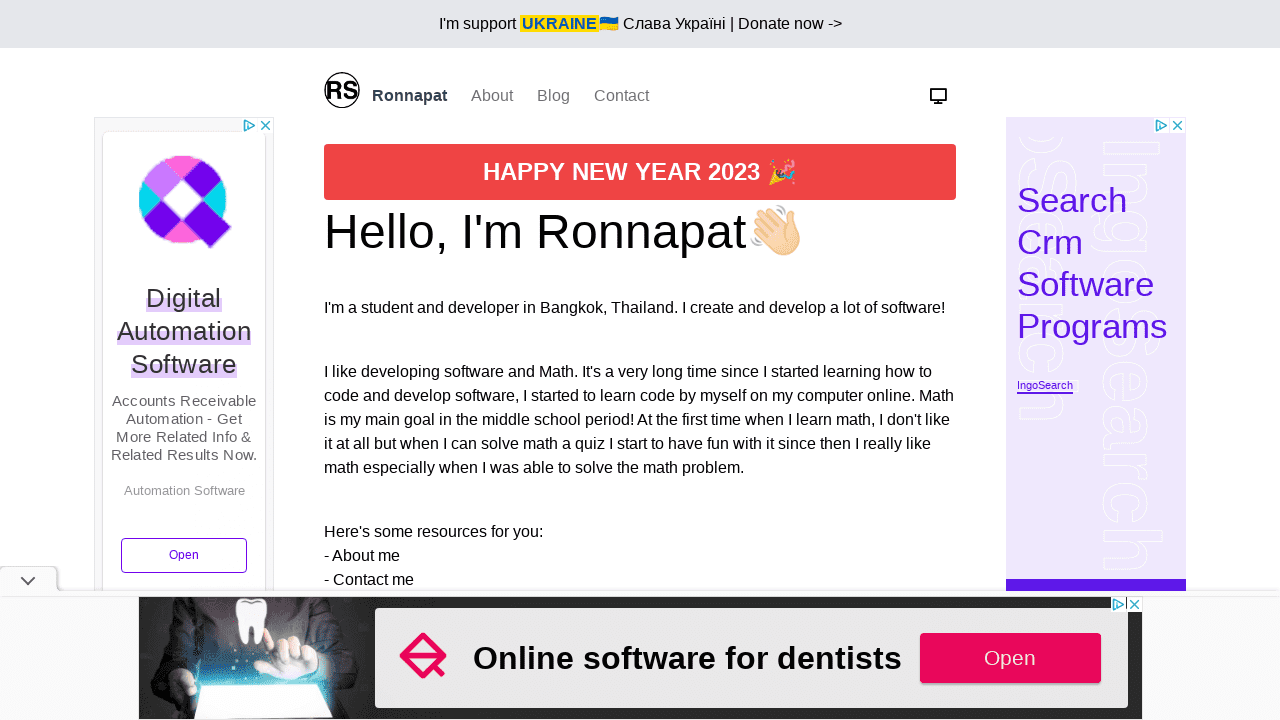 I'm support UKRAINE🇺🇦 Слава Україні | Donate now ->
RS
Ronnapat
About
Blog
Contact
HAPPY NEW YEAR 2023 🎉
Hello, I'm Ronnapat👋🏻
I'm a student and developer in Bangkok, Thailand. I create and develop a lot of software!
I like developing software and Math. It's a very long time since I started learning how to
code and develop software, I started to learn code by myself on my computer online. Math
is my main goal in the middle school period! At the first time when I learn math, I don't like
it at all but when I can solve math a quiz I start to have fun with it since then I really like
math especially when I was able to solve the math problem.
Here's some resources for you:
- About me
- Contact me
Digital
Automation
Software
Accounts Receivable
Automation - Get
More Related Info &
Related Results Now.
Automation Software
Open
Search
Crm
Software
Programs
IngoSearch
IngoSearch
Online software for dentists
Open